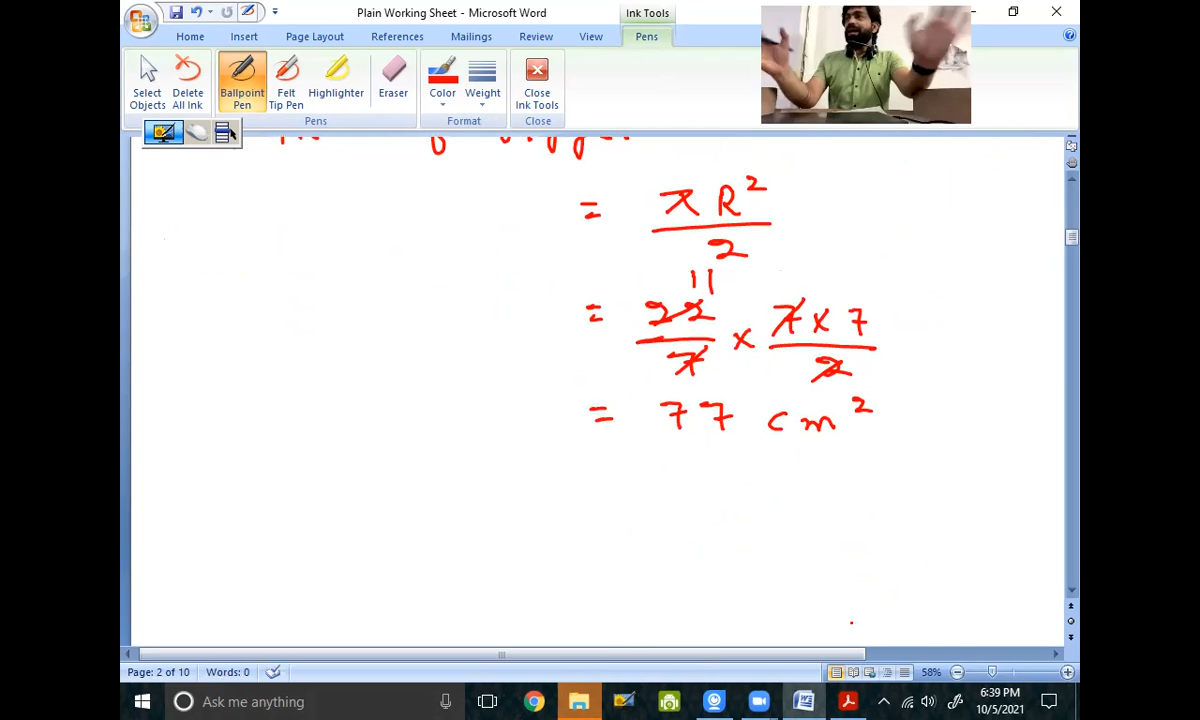 Plain Working Sheet - Microsoft Word
Ink Tools
Home Insert Page Layout References Mailings Review View Pens
Select Objects
Delete All Ink
Ballpoint Pen
Felt Tip Pen
Highlighter
Eraser
Color
Weight
Close Ink Tools
Pens Format Close
= πR²/2
11
= 22/7 × 7×7/2
= 77 cm²
Page: 2 of 10 Words: 0 58%
Ask me anything
6:39 PM
10/5/2021